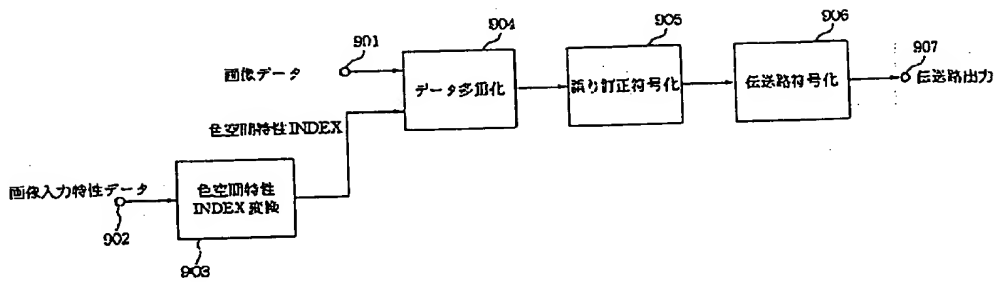 904
905
906
901
907
画像データ
データ多重化
誤り訂正符号化
伝送路符号化
伝送路出力
色空間特性INDEX
画像入力特性データ
色空間特性
INDEX変換
902
903